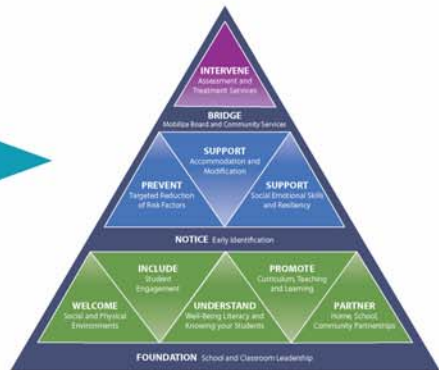 INTERVENE
Assessment and
Treatment Services
BRIDGE
Mobilize Board and Community Services
SUPPORT
Accommodation and
Modification
PREVENT
Targeted Reduction
of Risk Factors
SUPPORT
Social Emotional Skills
and Resiliency
NOTICE Early Identification
INCLUDE
Student
Engagement
PROMOTE
Curriculum, Teaching
and Learning
WELCOME
Social and Physical
Environments
UNDERSTAND
Well-Being Literacy and
Knowing your Students
PARTNER
Home, School,
Community Partnerships
FOUNDATION School and Classroom Leadership